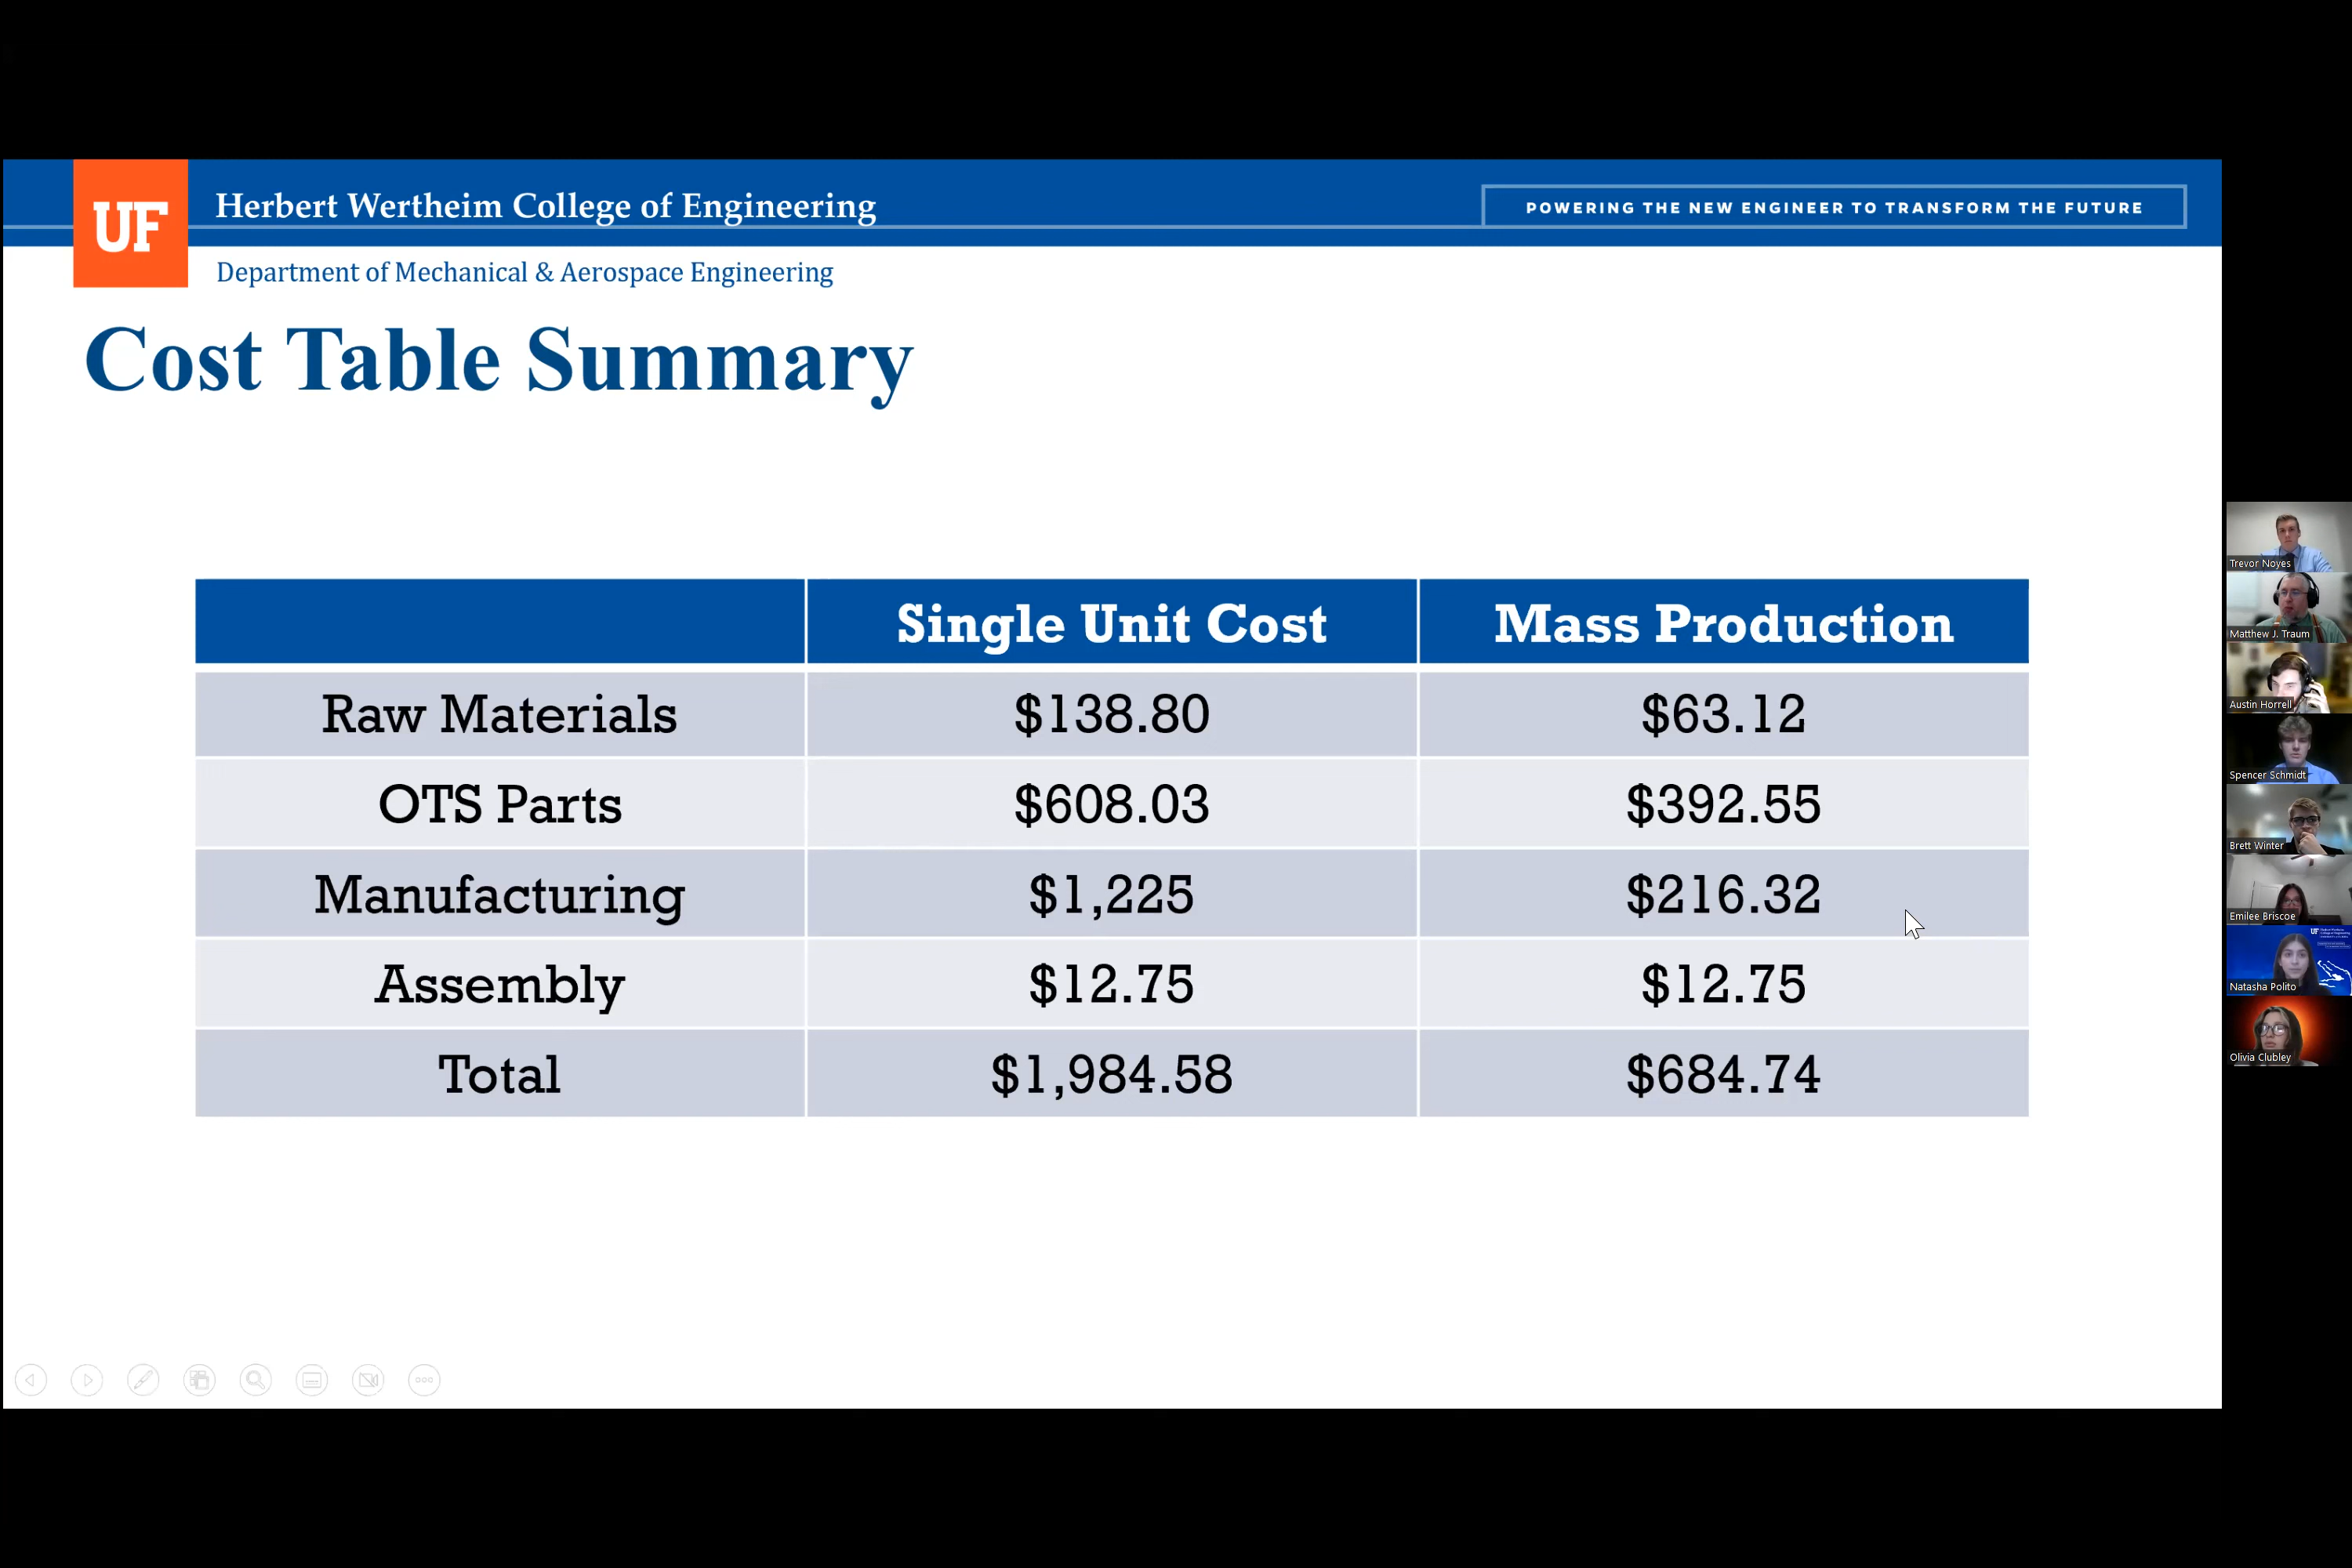 UF
Herbert Wertheim College of Engineering
POWERING THE NEW ENGINEER TO TRANSFORM THE FUTURE
Department of Mechanical & Aerospace Engineering
Cost Table Summary
Single Unit Cost Mass Production
Raw Materials $138.80 $63.12
OTS Parts $608.03 $392.55
Manufacturing $1,225 $216.32
Assembly $12.75 $12.75
Total $1,984.58 $684.74
Trevor Noyes
Matthew J. Traum
Austin Horrell
Spencer Schmidt
Brett Winter
Emilee Briscoe
UF
Natasha Polito
Olivia Clubley